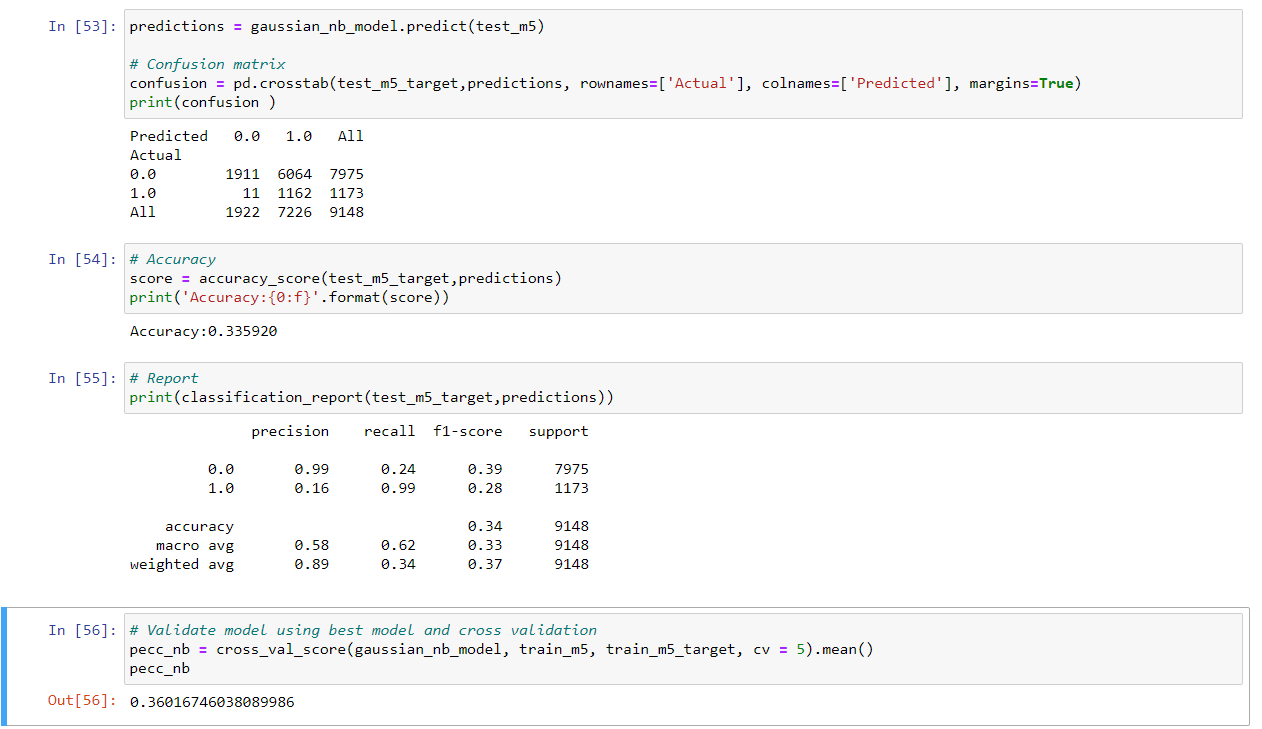 In [53]: predictions = gaussian_nb_model.predict(test_m5)
# Confusion matrix
confusion = pd.crosstab(test_m5_target,predictions, rownames=['Actual'], colnames=['Predicted'], margins=True)
print(confusion )
Predicted 0.0 1.0 All
Actual
0.0 1911 6064 7975
1.0 11 1162 1173
All 1922 7226 9148
In [54]: # Accuracy
score = accuracy_score(test_m5_target,predictions)
print('Accuracy:{0:f}'.format(score))
Accuracy:0.335920
In [55]: # Report
print(classification_report(test_m5_target,predictions))
precision recall f1-score support
0.0 0.99 0.24 0.39 7975
1.0 0.16 0.99 0.28 1173
accuracy 0.34 9148
macro avg 0.58 0.62 0.33 9148
weighted avg 0.89 0.34 0.37 9148
In [56]: # Validate model using best model and cross validation
pecc_nb = cross_val_score(gaussian_nb_model, train_m5, train_m5_target, cv = 5).mean()
pecc_nb
Out[56]: 0.36016746038089986